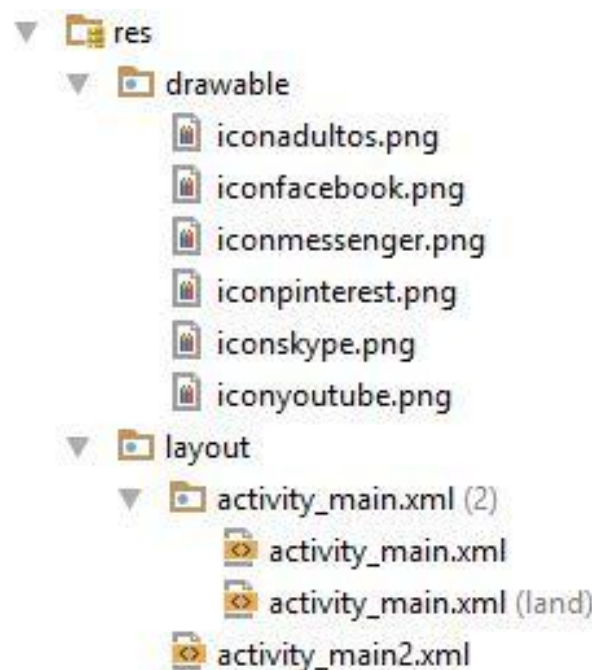 res
drawable
iconadultos.png
iconfacebook.png
iconmessenger.png
iconpinterest.png
iconskype.png
iconyoutube.png
layout
activity_main.xml (2)
activity_main.xml
activity_main.xml (land)
activity_main2.xml